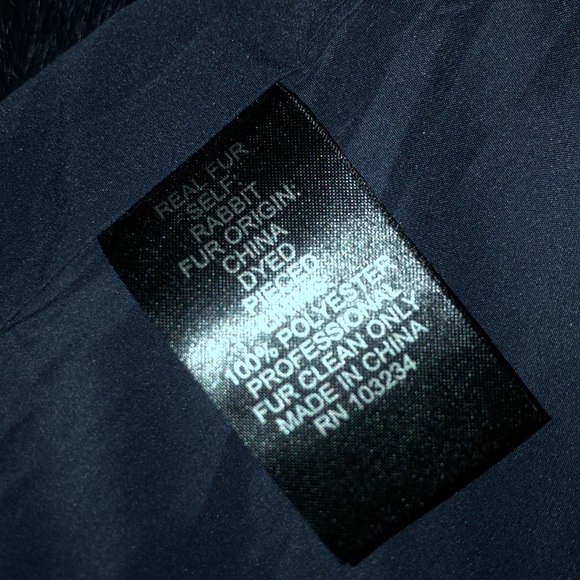 REAL FUR
SELF:
RABBIT
FUR ORIGIN:
CHINA
DYED
PIECED
100% POLYESTER
PROFESSIONAL
FUR CLEAN ONLY
MADE IN CHINA
RN 103234